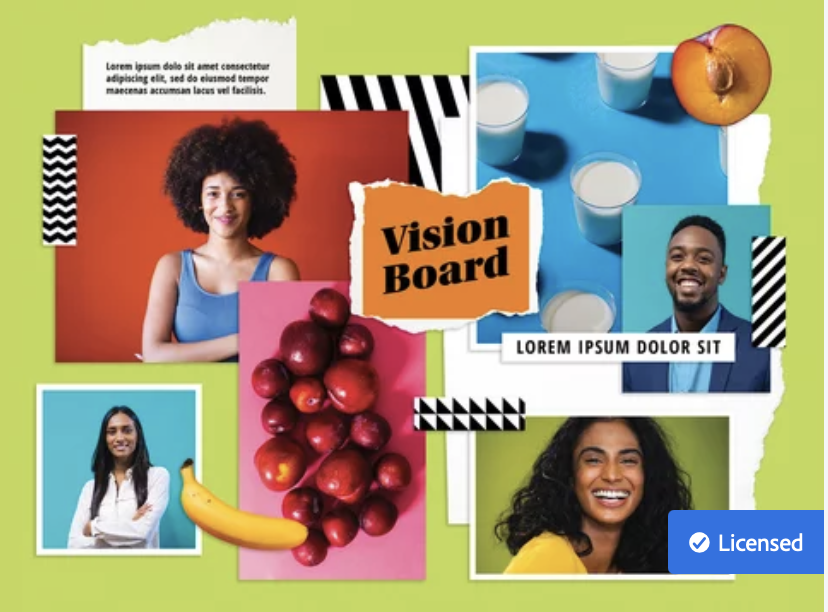 Lorem ipsum dolo sit amet consectetur
adipiscing elit, sed do eiusmod tempor
maecenas accumsan lacus vel facilisis.
Vision
Board
LOREM IPSUM DOLOR SIT
Licensed